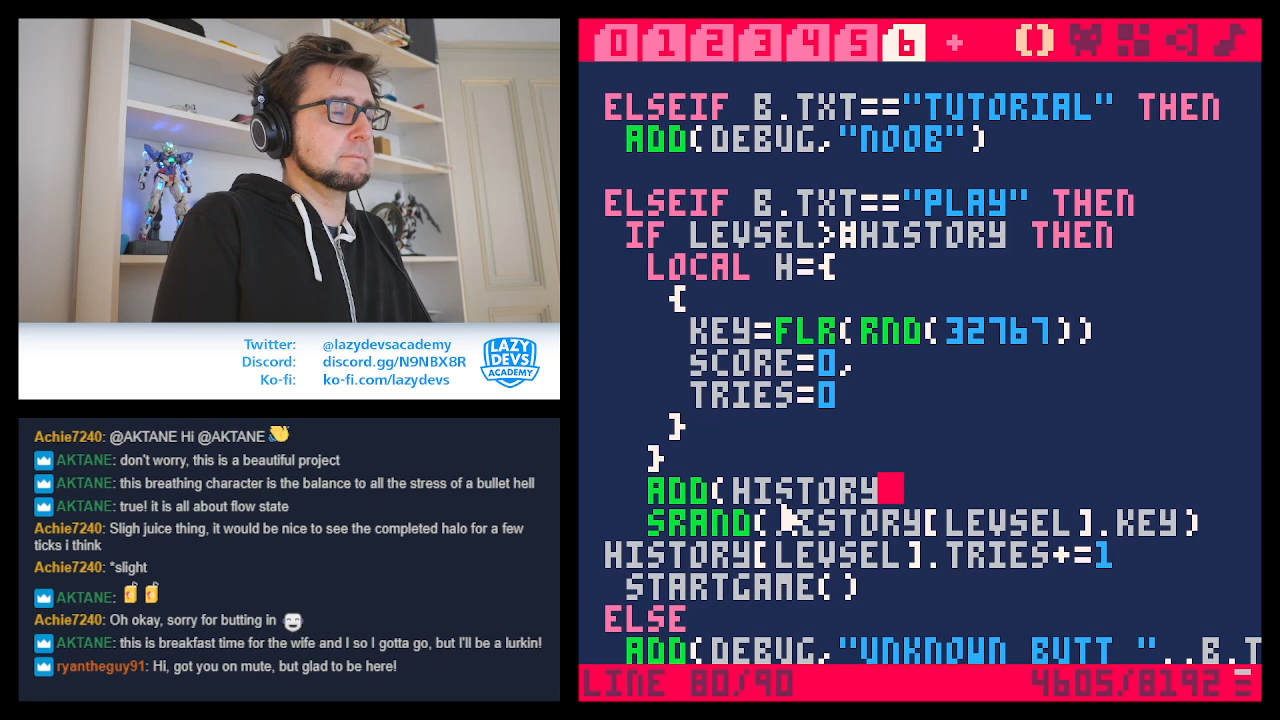 Twitter: @lazydevsacademy
Discord: discord.gg/N9NBX8R
Ko-fi: ko-fi.com/lazydevs
LAZY
DEVS
ACADEMY
Achie7240: @AKTANE Hi @AKTANE 👋
AKTANE: don't worry, this is a beautiful project
AKTANE: this breathing character is the balance to all the stress of a bullet hell
AKTANE: true! it is all about flow state
Achie7240: Sligh juice thing, it would be nice to see the completed halo for a few
ticks i think
Achie7240: *slight
AKTANE: 🧃 🧃
Achie7240: Oh okay, sorry for butting in
AKTANE: this is breakfast time for the wife and I so I gotta go, but I'll be a lurkin!
ryantheguy91: Hi, got you on mute, but glad to be here!
0 1 2 3 4 5 6 + ()
ELSEIF B.TXT=="TUTORIAL" THEN
ADD(DEBUG,"NOOB")
ELSEIF B.TXT=="PLAY" THEN
IF LEVSEL>#HISTORY THEN
LOCAL H={
{
KEY=FLR(RND(32767))
SCORE=0,
TRIES=0
}
}
ADD(HISTORY
SRAND(HISTORY[LEVSEL].KEY)
HISTORY[LEVSEL].TRIES+=1
STARTGAME()
ELSE
ADD(DEBUG,"UNKNOWN BUTT "..B.T
LINE 80/90 4605/8192